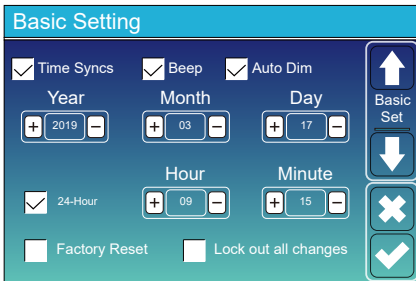 Basic Setting
Time Syncs Beep Auto Dim
Year Month Day
+ 2019 − + 03 − + 17 −
Basic
Set
Hour Minute
24-Hour + 09 − + 15 −
Factory Reset Lock out all changes